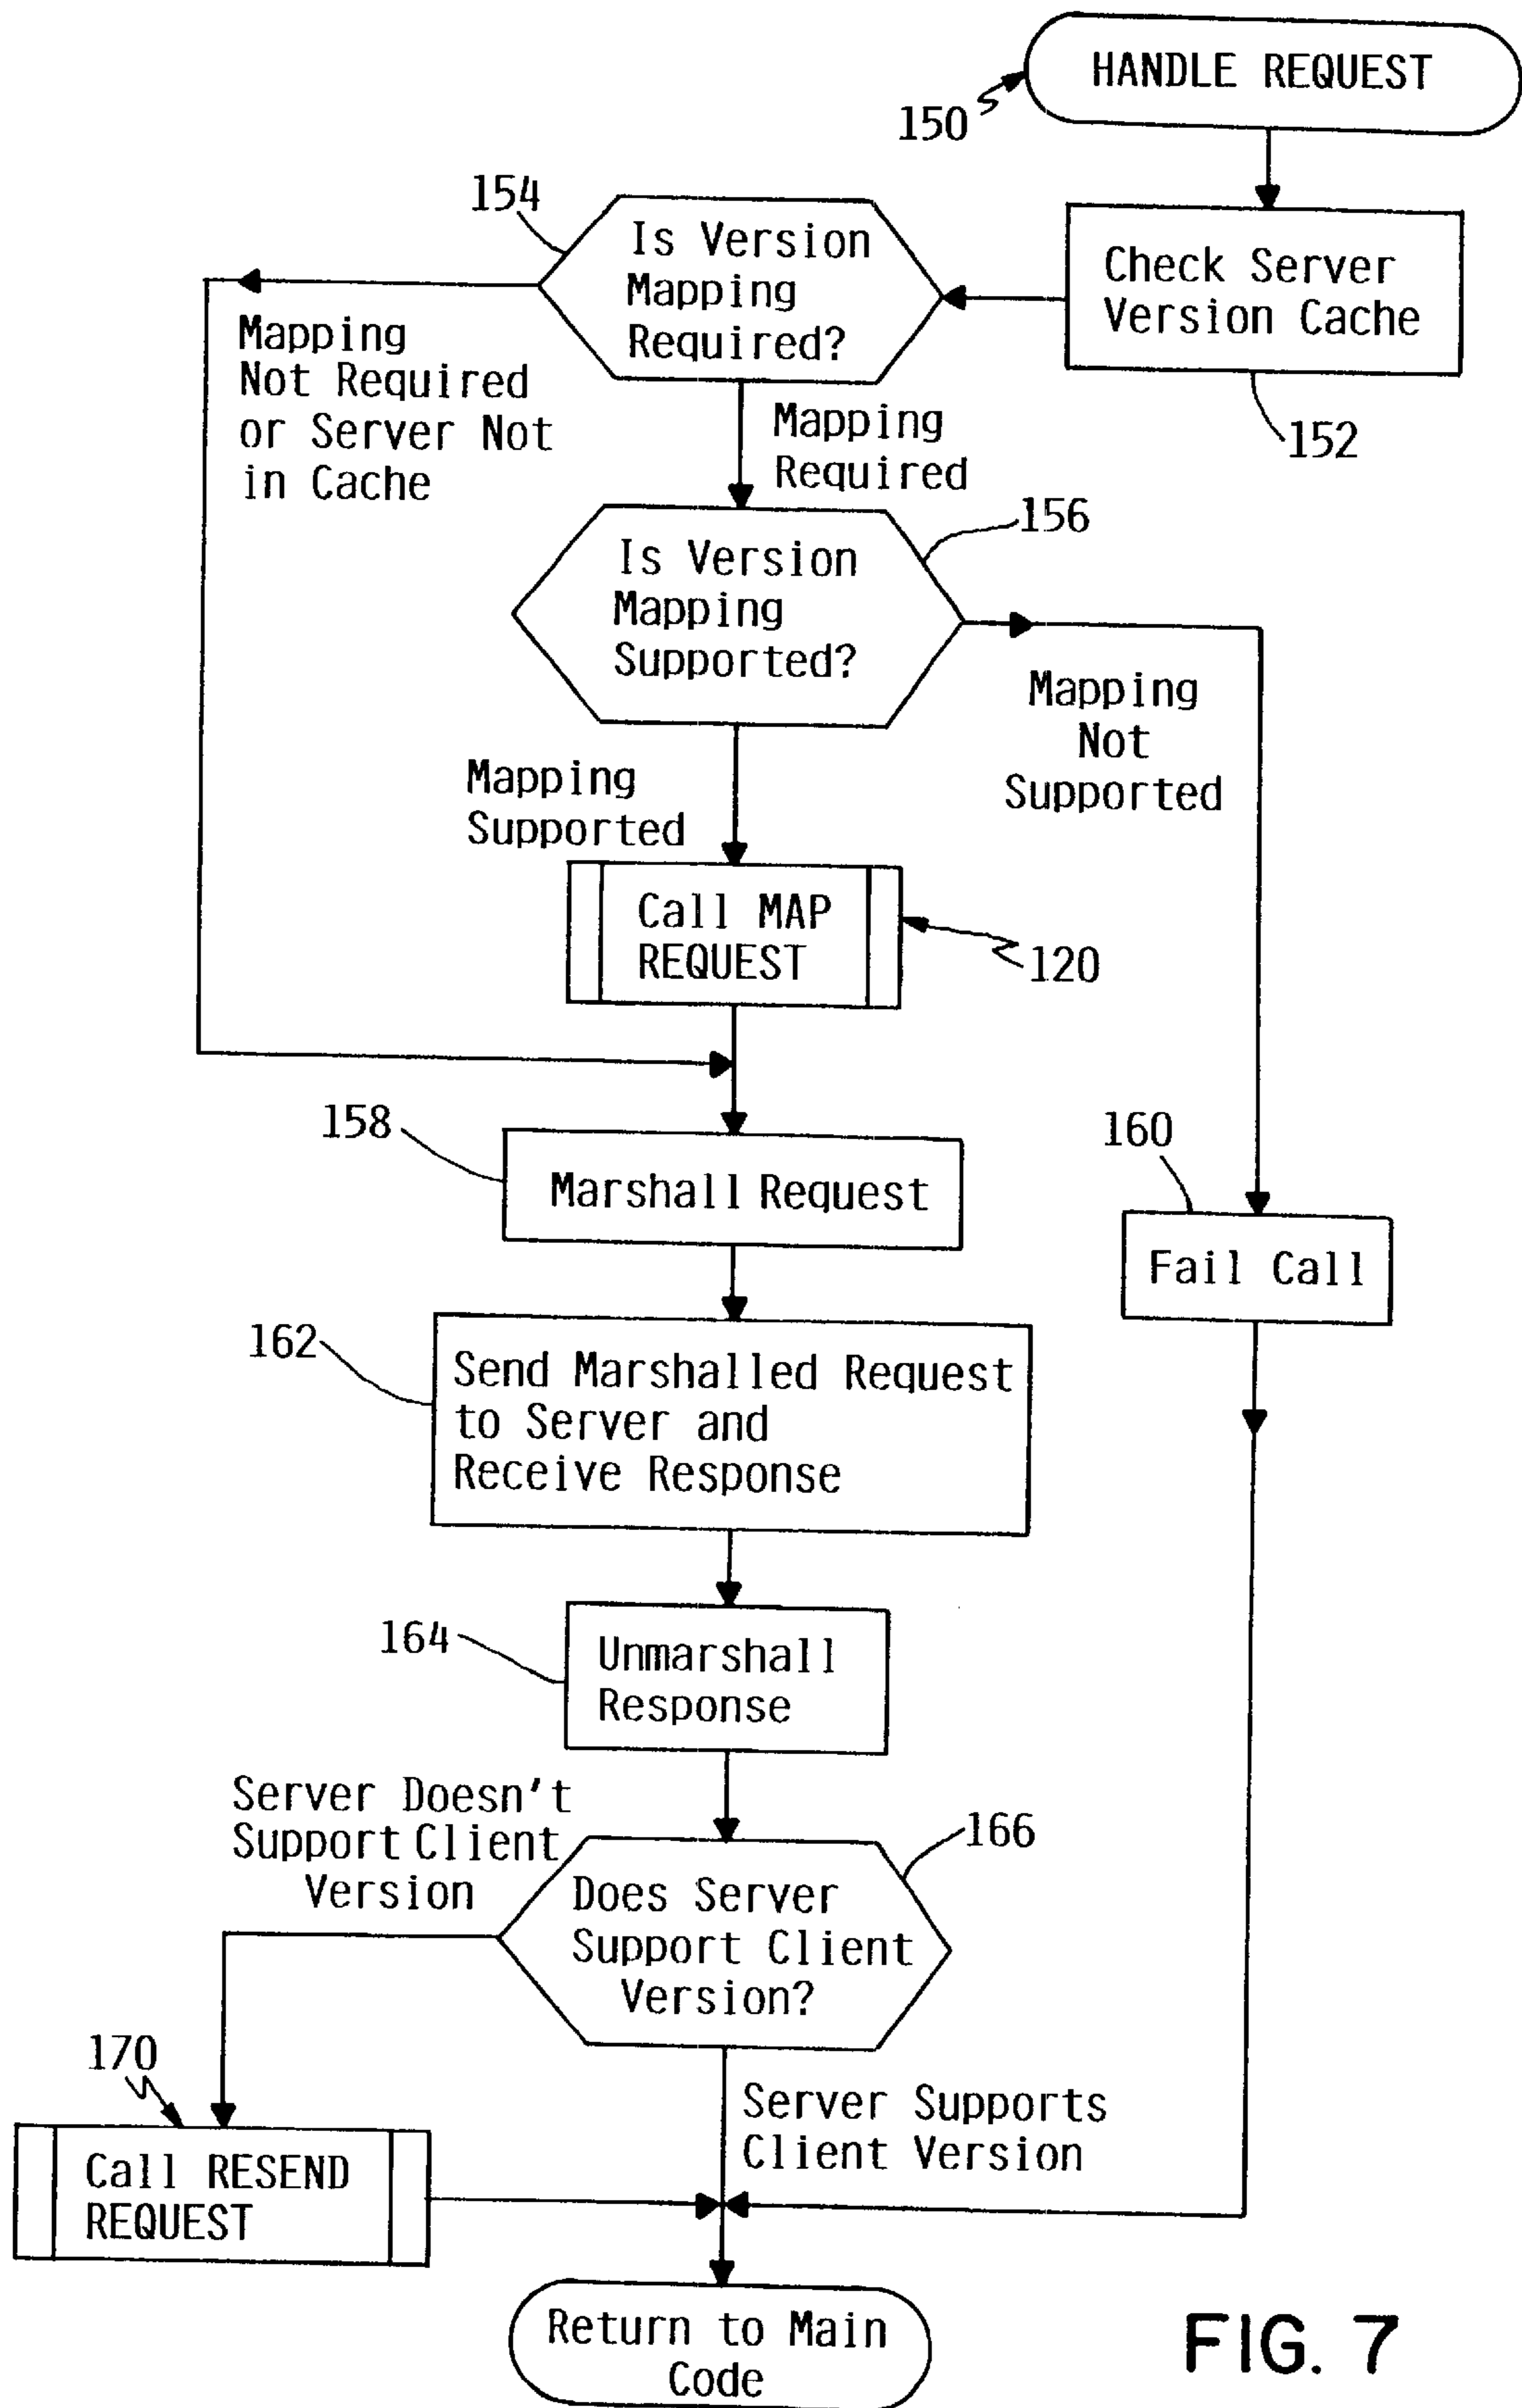 HANDLE REQUEST
150
154
Is Version
Mapping
Required?
Check Server
Version Cache
152
Mapping
Not Required
or Server Not
in Cache
Mapping
Required
156
Is Version
Mapping
Supported?
Mapping
Not
Supported
Mapping
Supported
Call MAP
REQUEST
120
158
Marshall Request
160
Fail Call
162
Send Marshalled Request
to Server and
Receive Response
164
Unmarshall
Response
Server Doesn't
Support Client
Version
166
Does Server
Support Client
Version?
170
Call RESEND
REQUEST
Server Supports
Client Version
Return to Main
Code
FIG. 7